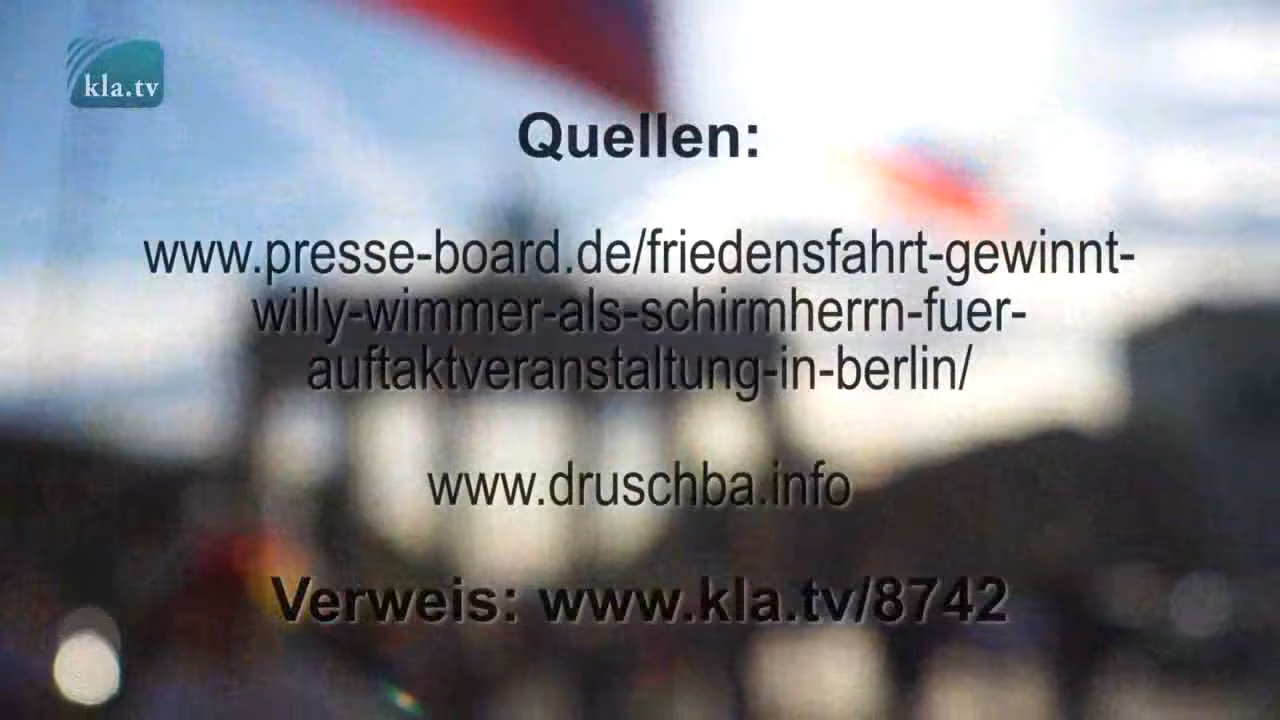 kla.tv
Quellen:
www.presse-board.de/friedensfahrt-gewinnt-
willy-wimmer-als-schirmherrn-fuer-
auftaktveranstaltung-in-berlin/
www.druschba.info
Verweis: www.kla.tv/8742